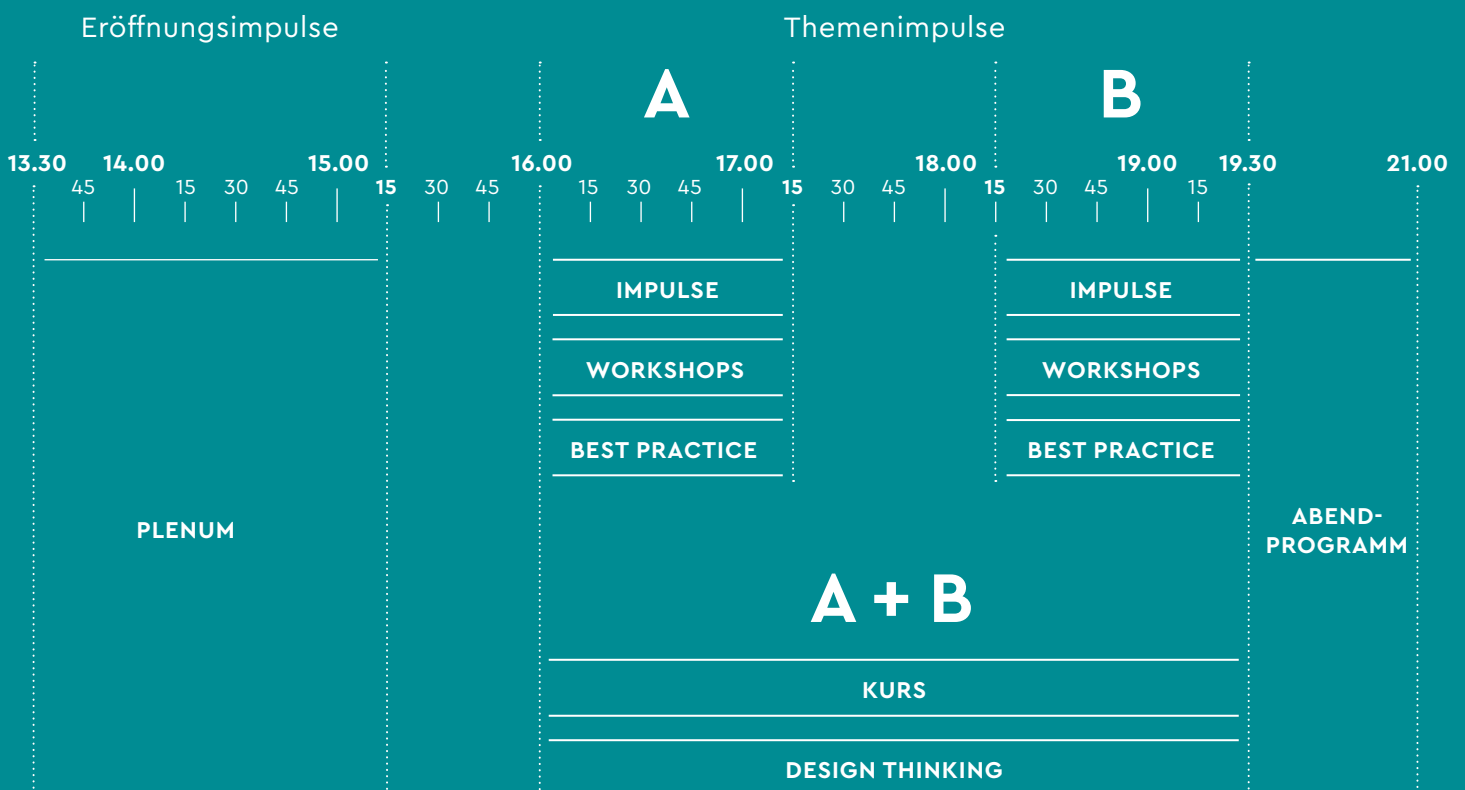 Eröffnungsimpulse Themenimpulse
A B
13.30 14.00 15.00 16.00 17.00 18.00 19.00 19.30 21.00
45 15 30 45 15 30 45 15 30 45 15 30 45 15 30 45 15
IMPULSE IMPULSE
WORKSHOPS WORKSHOPS
BEST PRACTICE BEST PRACTICE
PLENUM
ABEND-
PROGRAMM
A + B
KURS
DESIGN THINKING